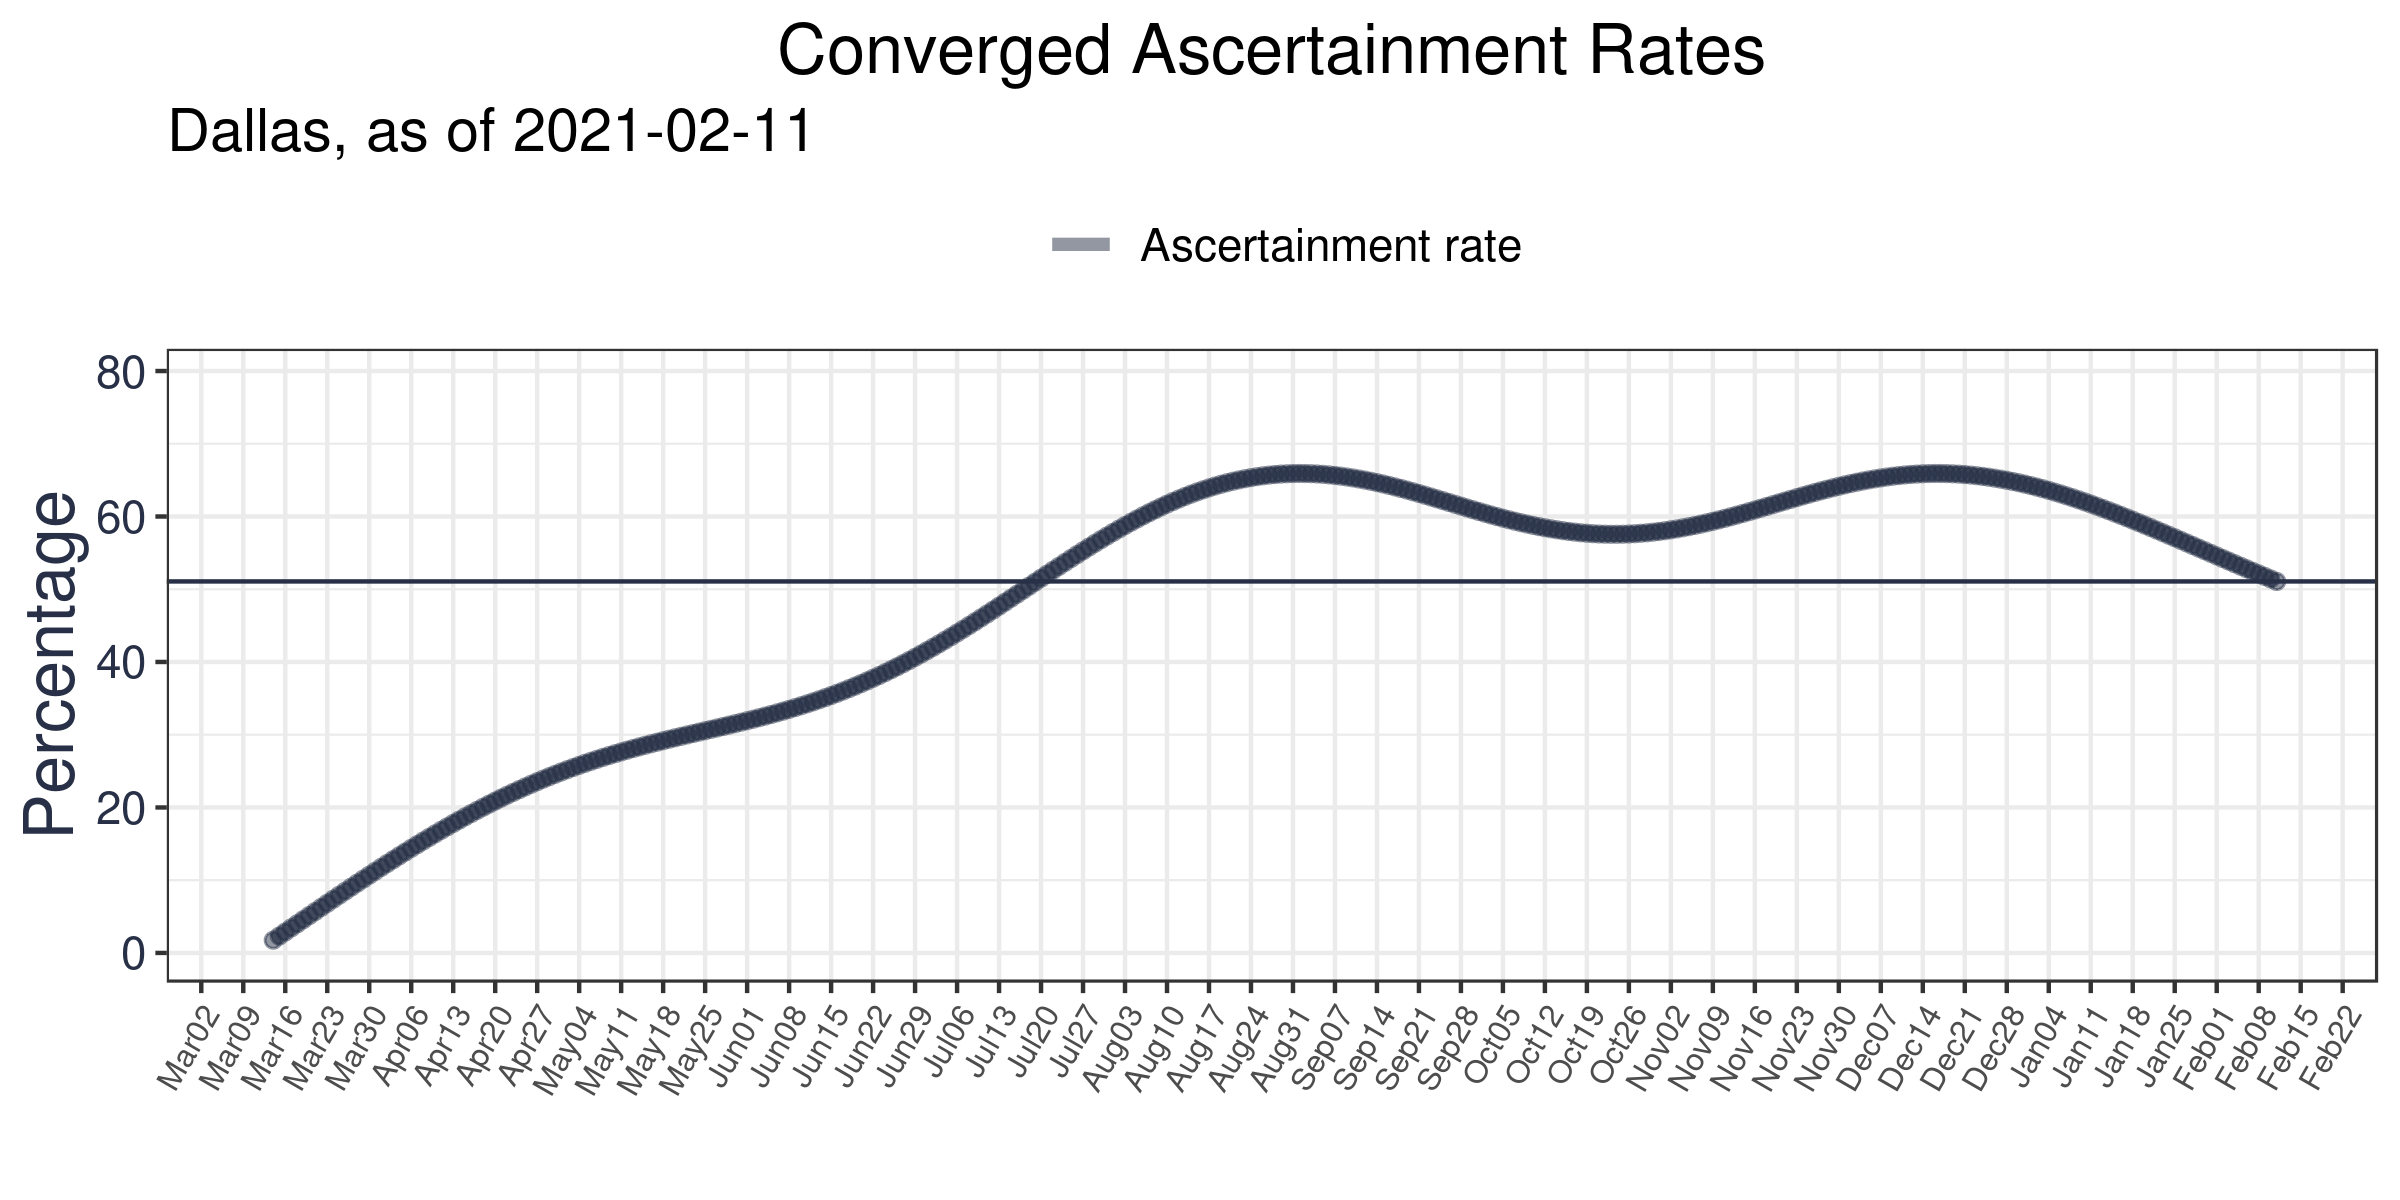 Converged Ascertainment Rates
Dallas, as of 2021-02-11
Ascertainment rate
Percentage
80
60
40
20
0
Mar02 Mar09 Mar16 Mar23 Mar30 Apr06 Apr13 Apr20 Apr27 May04 May11 May18 May25 Jun01 Jun08 Jun15 Jun22 Jun29 Jul06 Jul13 Jul20 Jul27 Aug03 Aug10 Aug17 Aug24 Aug31 Sep07 Sep14 Sep21 Sep28 Oct05 Oct12 Oct19 Oct26 Nov02 Nov09 Nov16 Nov23 Nov30 Dec07 Dec14 Dec21 Dec28 Jan04 Jan11 Jan18 Jan25 Feb01 Feb08 Feb15 Feb22